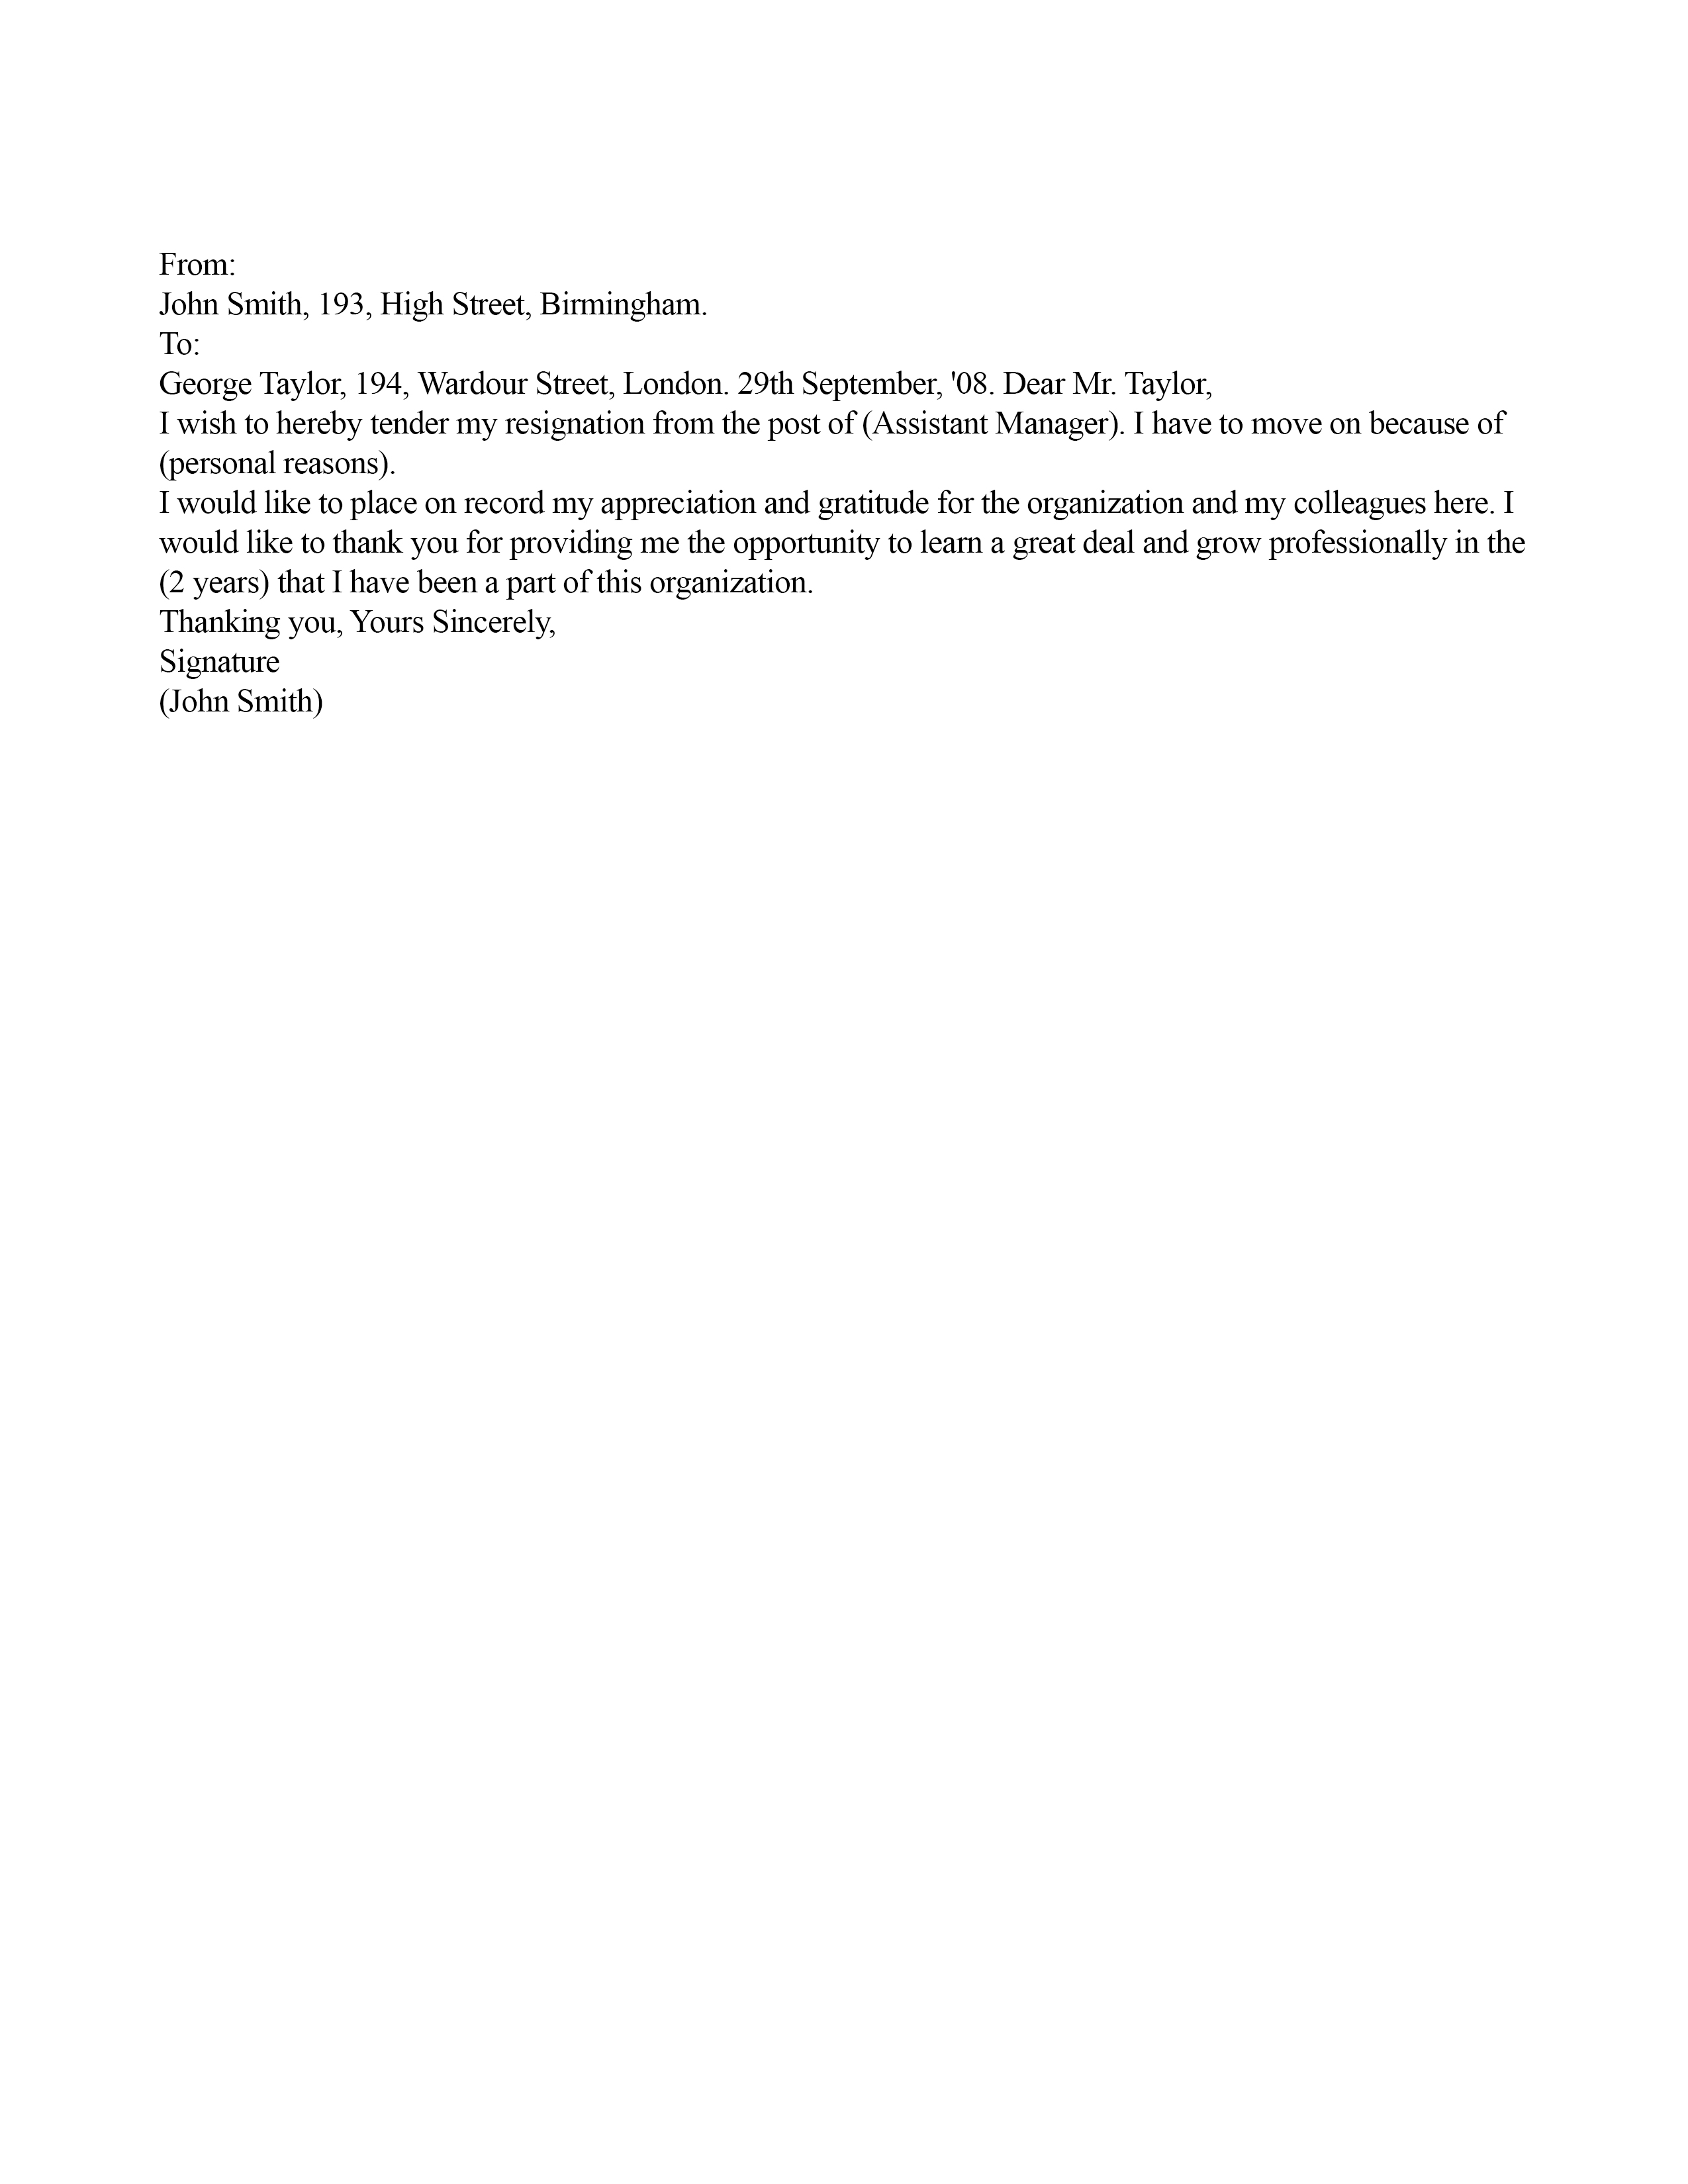 From:
John Smith, 193, High Street, Birmingham.
To:
George Taylor, 194, Wardour Street, London. 29th September, '08. Dear Mr. Taylor,
I wish to hereby tender my resignation from the post of (Assistant Manager). I have to move on because of
(personal reasons).
I would like to place on record my appreciation and gratitude for the organization and my colleagues here. I
would like to thank you for providing me the opportunity to learn a great deal and grow professionally in the
(2 years) that I have been a part of this organization.
Thanking you, Yours Sincerely,
Signature
(John Smith)